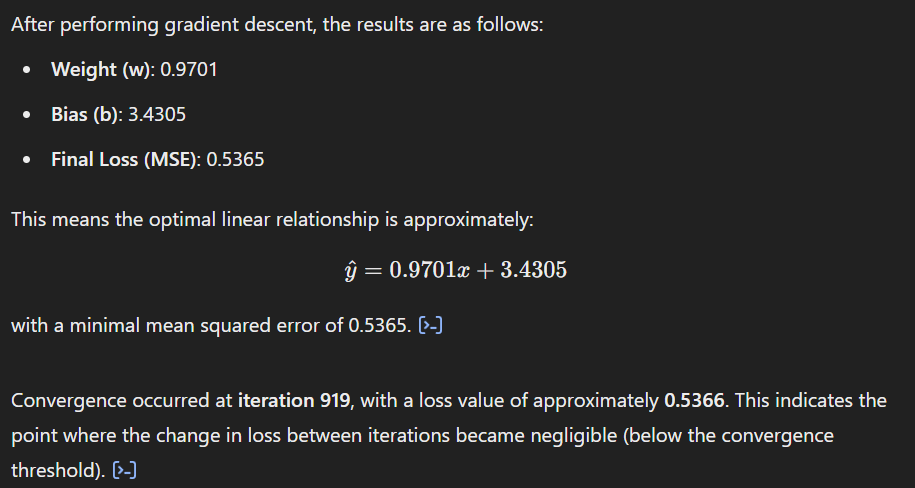 After performing gradient descent, the results are as follows:
• Weight (w): 0.9701
• Bias (b): 3.4305
• Final Loss (MSE): 0.5365
This means the optimal linear relationship is approximately:
ŷ = 0.9701x + 3.4305
with a minimal mean squared error of 0.5365. [>-]
Convergence occurred at iteration 919, with a loss value of approximately 0.5366. This indicates the
point where the change in loss between iterations became negligible (below the convergence
threshold). [>-]